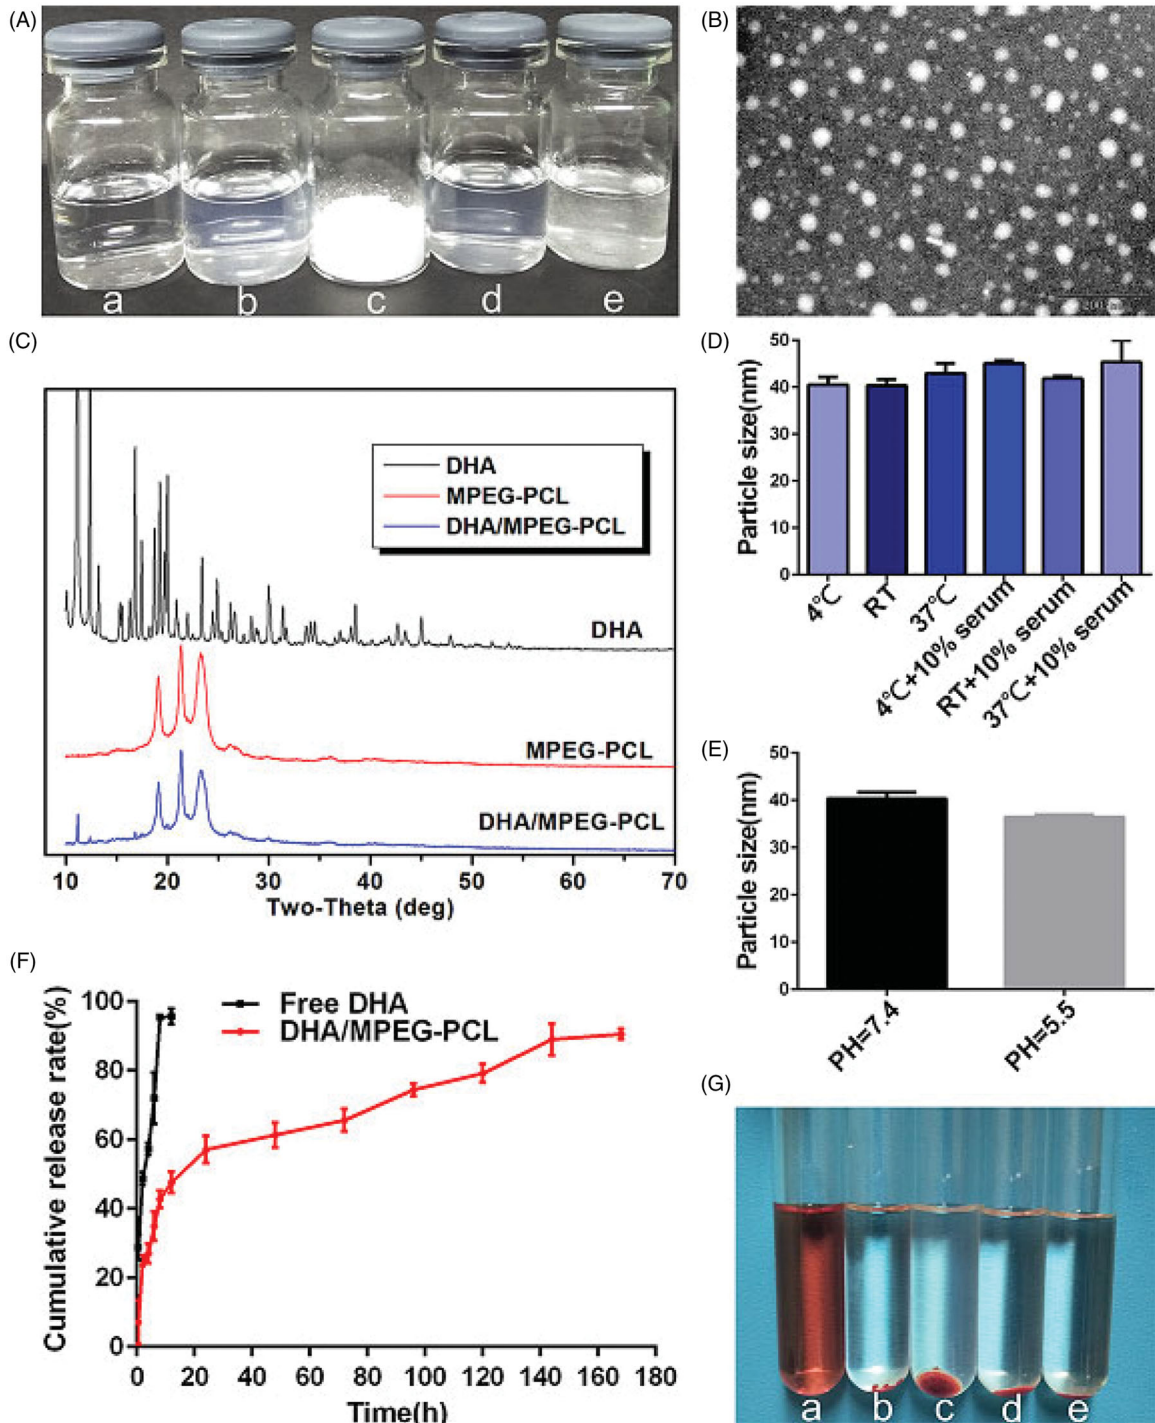 (A)
a b c d e
(B)
(C)
DHA
MPEG-PCL
DHA/MPEG-PCL
DHA
MPEG-PCL
DHA/MPEG-PCL
10 20 30 40 50 60 70
Two-Theta (deg)
(D)
Particle size(nm)
50
40
30
20
10
0
4℃
RT
37℃
4℃+10% serum
RT+10% serum
37℃+10% serum
(E)
Particle size(nm)
50
40
30
20
10
0
PH=7.4
PH=5.5
(F)
Cumulative release rate(%)
100
80
60
40
20
0
Free DHA
DHA/MPEG-PCL
0 20 40 60 80 100 120 140 160 180
Time(h)
(G)
a b c d e